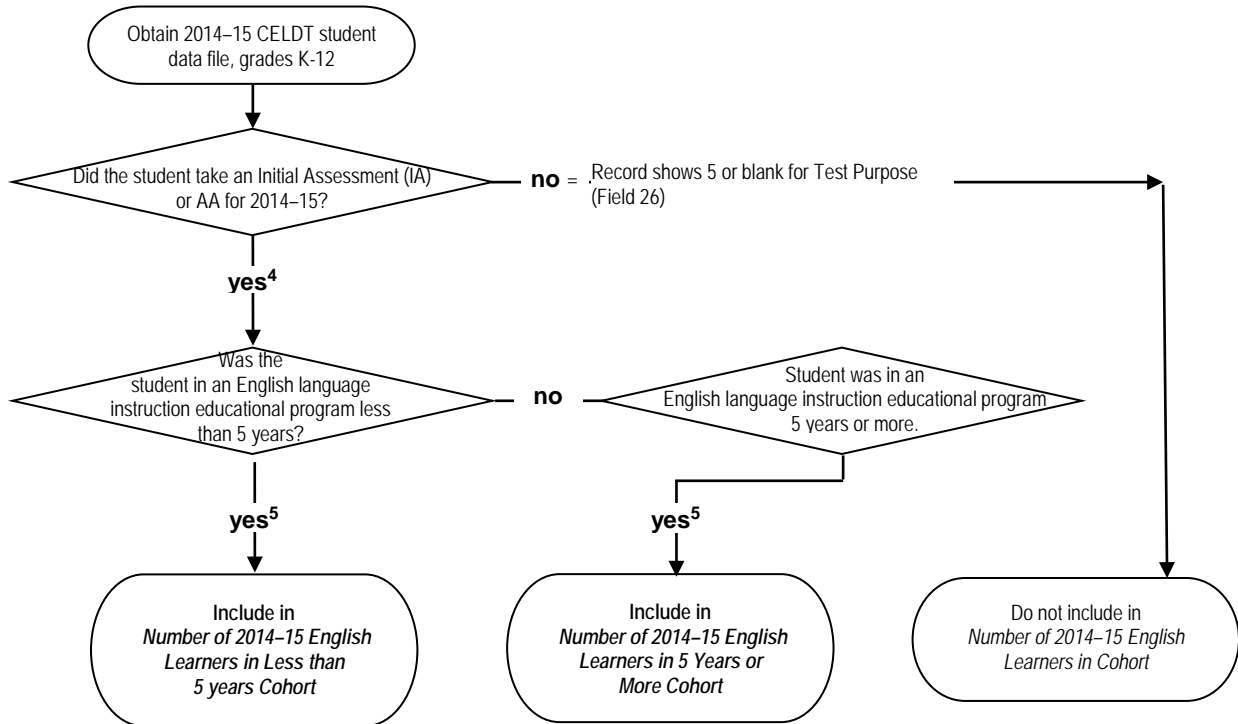 Obtain 2014–15 CELDT student
data file, grades K-12
Did the student take an Initial Assessment (IA)
or AA for 2014–15?
no = Record shows 5 or blank for Test Purpose
(Field 26)
yes4
Was the
student in an English language
instruction educational program less
than 5 years?
no
Student was in an
English language instruction educational program
5 years or more.
yes5
yes5
Include in
Number of 2014–15 English
Learners in Less than
5 years Cohort
Include in
Number of 2014–15 English
Learners in 5 Years or
More Cohort
Do not include in
Number of 2014–15 English
Learners in Cohort